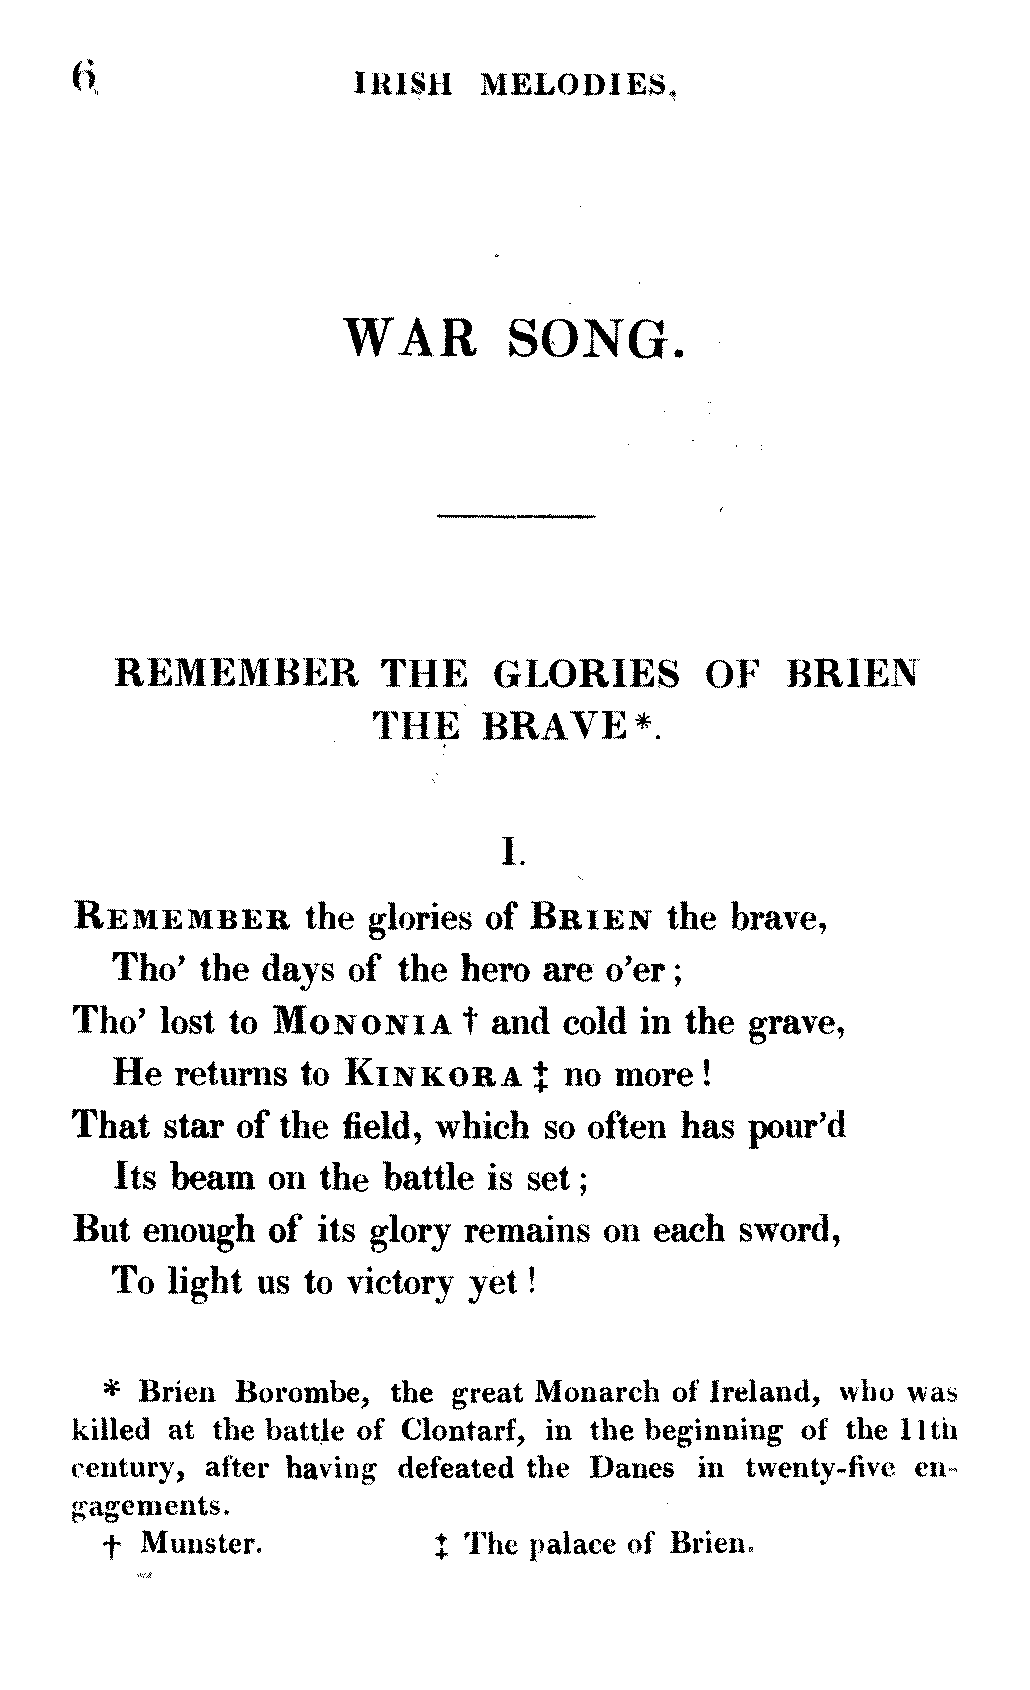 6 IRISH MELODIES.
WAR SONG.
REMEMBER THE GLORIES OF BRIEN
THE BRAVE*.
I.
REMEMBER the glories of BRIEN the brave,
Tho' the days of the hero are o'er;
Tho' lost to MONONIA † and cold in the grave,
He returns to KINKORA ‡ no more!
That star of the field, which so often has pour'd
Its beam on the battle is set;
But enough of its glory remains on each sword,
To light us to victory yet!
* Brien Borombe, the great Monarch of Ireland, who was
killed at the battle of Clontarf, in the beginning of the 11th
century, after having defeated the Danes in twenty-five en-
gagements.
† Munster. ‡ The palace of Brien.